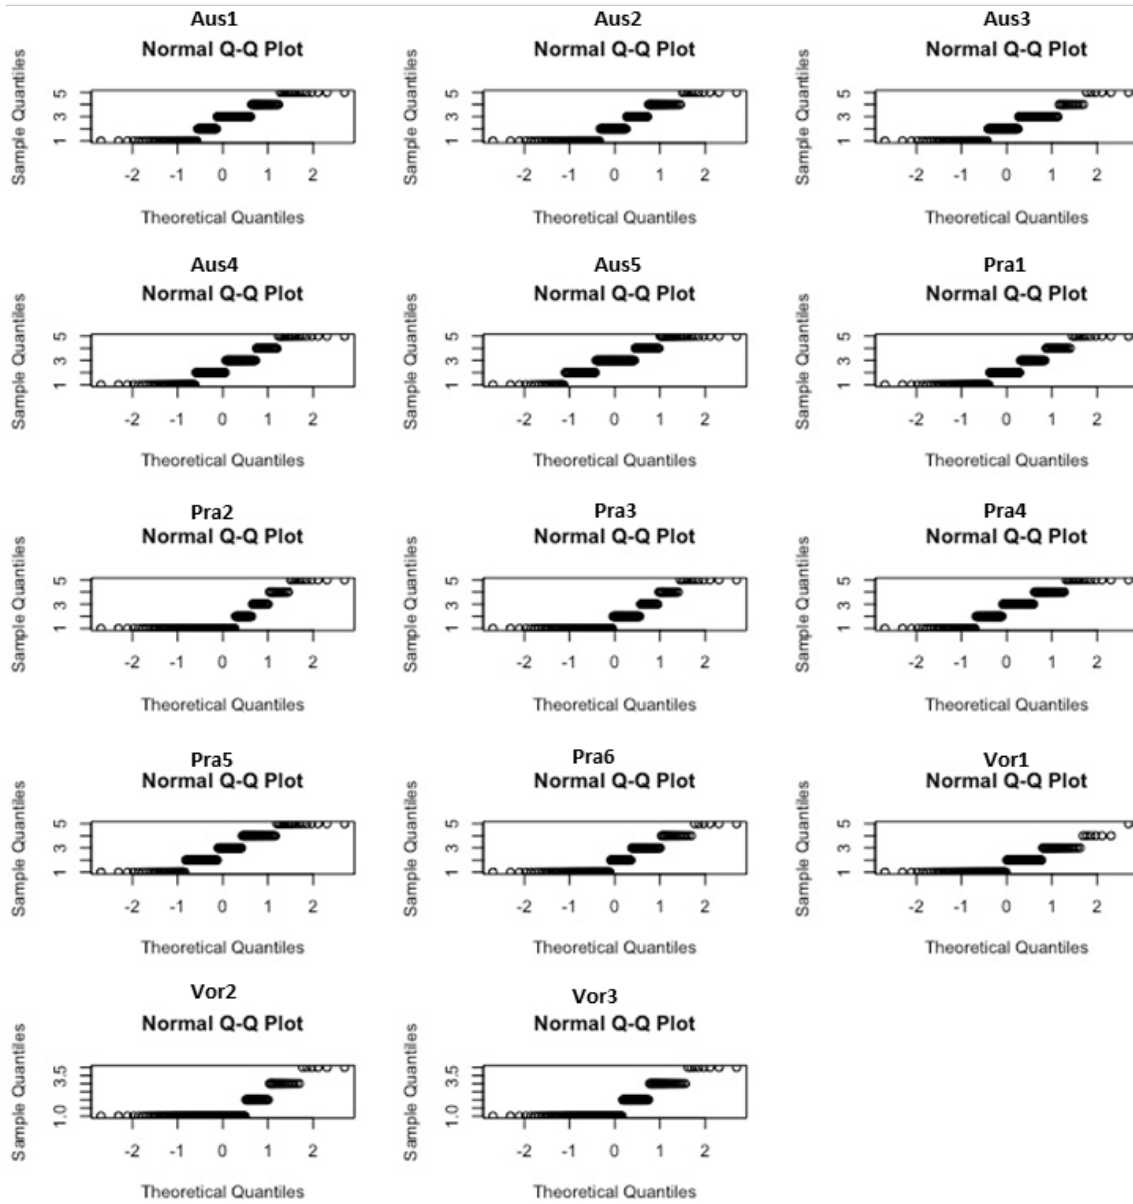 Aus1 Aus2 Aus3
Normal Q-Q Plot Normal Q-Q Plot Normal Q-Q Plot
Sample Quantiles Sample Quantiles Sample Quantiles
1 3 5 1 3 5 1 3 5
-2 -1 0 1 2 -2 -1 0 1 2 -2 -1 0 1 2
Theoretical Quantiles Theoretical Quantiles Theoretical Quantiles
Aus4 Aus5 Pra1
Normal Q-Q Plot Normal Q-Q Plot Normal Q-Q Plot
Sample Quantiles Sample Quantiles Sample Quantiles
1 3 5 1 3 5 1 3 5
-2 -1 0 1 2 -2 -1 0 1 2 -2 -1 0 1 2
Theoretical Quantiles Theoretical Quantiles Theoretical Quantiles
Pra2 Pra3 Pra4
Normal Q-Q Plot Normal Q-Q Plot Normal Q-Q Plot
Sample Quantiles Sample Quantiles Sample Quantiles
1 3 5 1 3 5 1 3 5
-2 -1 0 1 2 -2 -1 0 1 2 -2 -1 0 1 2
Theoretical Quantiles Theoretical Quantiles Theoretical Quantiles
Pra5 Pra6 Vor1
Normal Q-Q Plot Normal Q-Q Plot Normal Q-Q Plot
Sample Quantiles Sample Quantiles Sample Quantiles
1 3 5 1 3 5 1 3 5
-2 -1 0 1 2 -2 -1 0 1 2 -2 -1 0 1 2
Theoretical Quantiles Theoretical Quantiles Theoretical Quantiles
Vor2 Vor3
Normal Q-Q Plot Normal Q-Q Plot
Sample Quantiles Sample Quantiles
1.0 3.5 1.0 3.5
-2 -1 0 1 2 -2 -1 0 1 2
Theoretical Quantiles Theoretical Quantiles